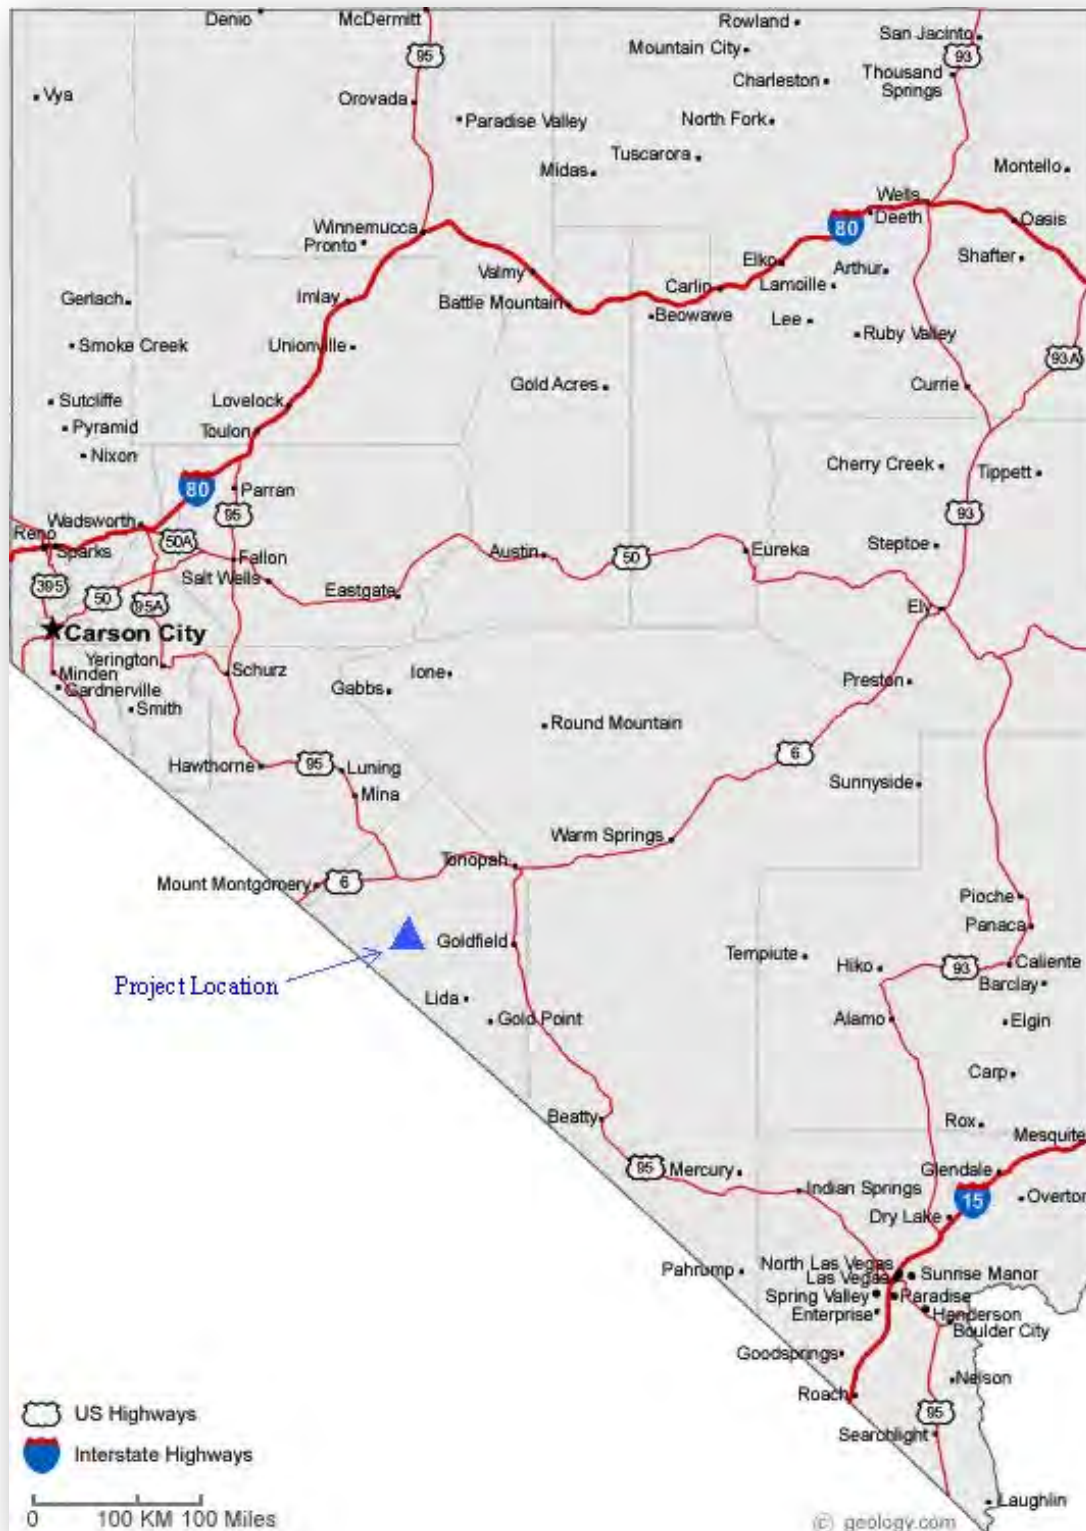 Denio
McDermitt
Rowland
San Jacinto
Mountain City
95
93
Charleston
Thousand
Springs
Vya
Orovada
Paradise Valley
North Fork
Tuscarora
Midas
Montello
Wells
Deeth
Oasis
Winnemucca
Pronto
80
Elko
Arthur
Shafter
Valmy
Carlin
Lamoille
Gerlach
Imlay
Battle Mountain
Beowawe
Lee
Ruby Valley
Smoke Creek
Unionville
93A
Gold Acres
Currie
Sutcliffe
Lovelock
Pyramid
Toulon
Nixon
Cherry Creek
Tippett
80
Parran
95
93
Wadsworth
Reno
50A
Sparks
Fallon
Austin
50
Eureka
Steptoe
395
50
95A
Salt Wells
Eastgate
Ely
Carson City
Yerington
Minden
Schurz
Ione
Gardnerville
Gabbs
Preston
Smith
Round Mountain
6
Hawthorne
95
Luning
Mina
Sunnyside
Warm Springs
Tonopah
Mount Montgomery
6
Pioche
Panaca
Goldfield
Tempiute
Hiko
93
Caliente
Project Location
Barclay
Lida
Gold Point
Alamo
Elgin
Carp
Beatty
Rox
Mesquite
95
Mercury
Glendale
Indian Springs
15
Overton
Dry Lake
Pahrump
North Las Vegas
Las Vegas
Sunrise Manor
Spring Valley
Paradise
Enterprise
Henderson
Boulder City
Goodsprings
Nelson
Roach
US Highways
95
Searchlight
Interstate Highways
Laughlin
0 100 KM 100 Miles
(c) geology.com